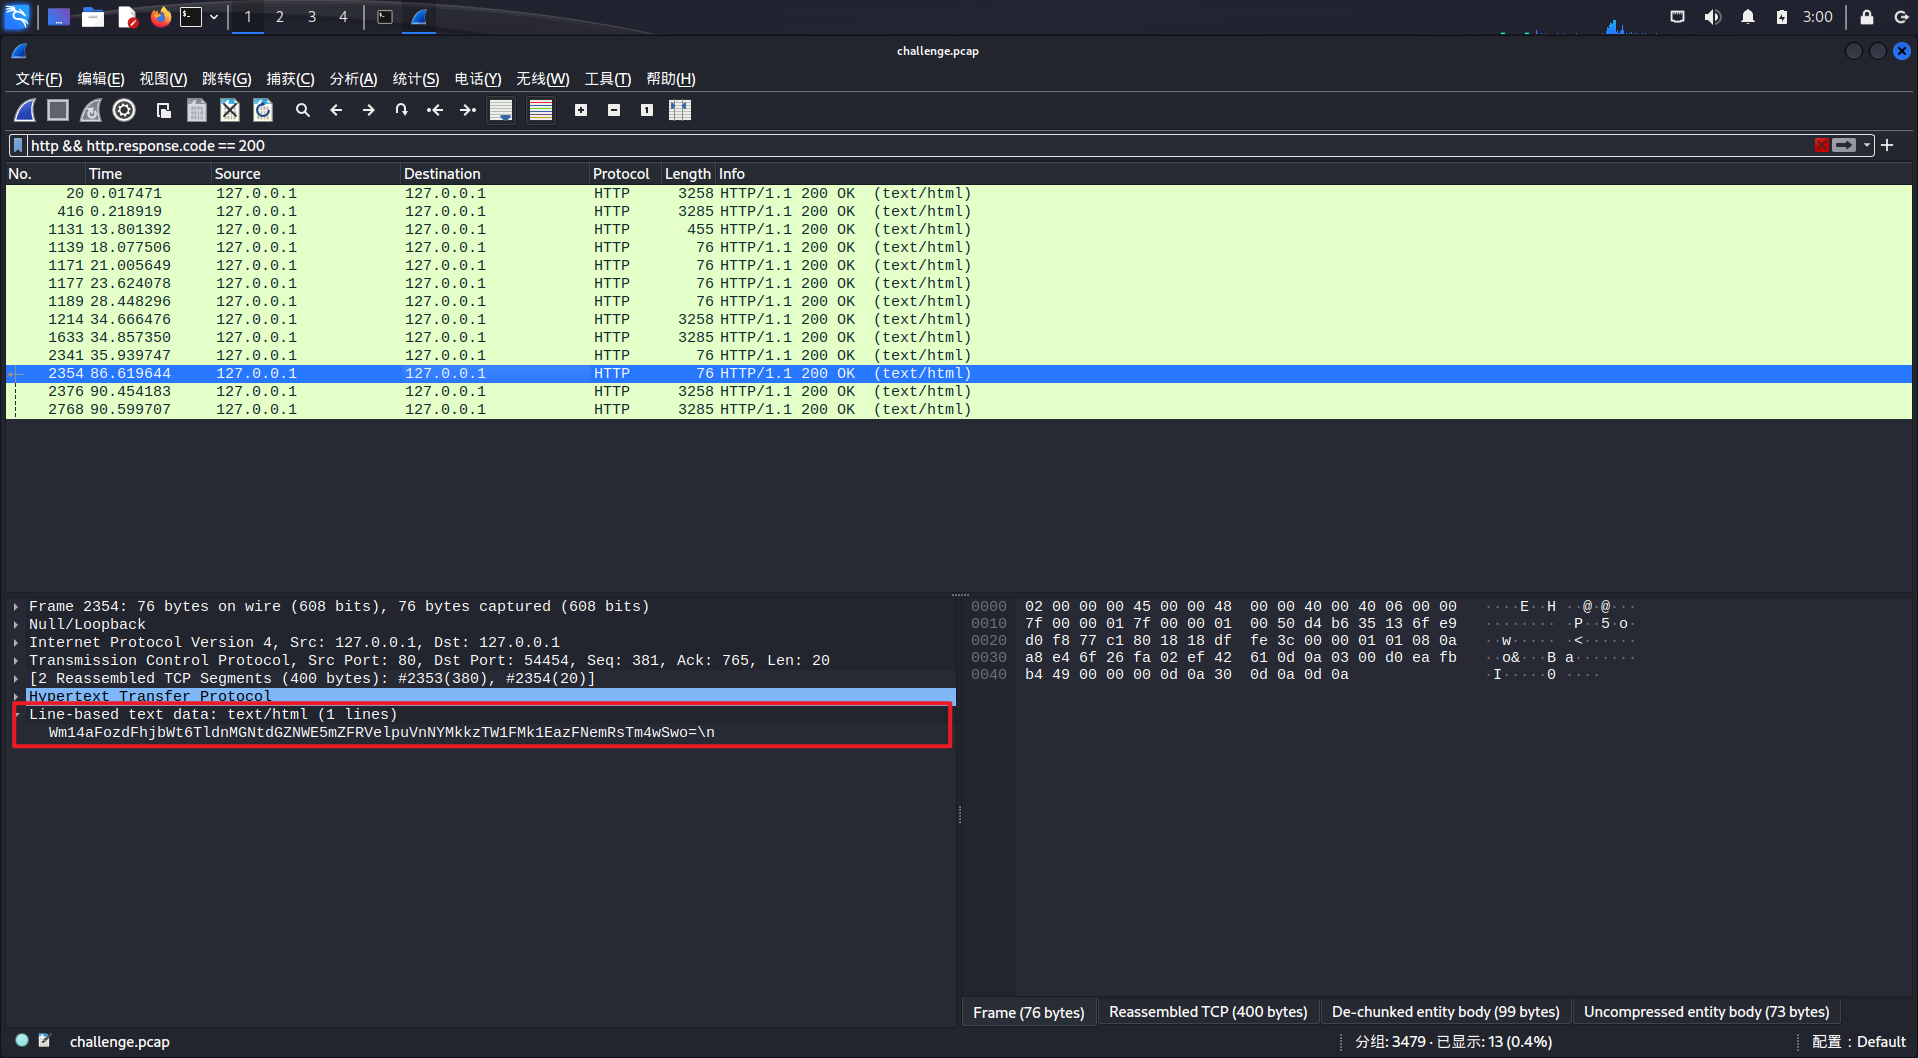 1 2 3 4 3:00
challenge.pcap
文件(F) 编辑(E) 视图(V) 跳转(G) 捕获(C) 分析(A) 统计(S) 电话(Y) 无线(W) 工具(T) 帮助(H)
http && http.response.code == 200
No. Time Source Destination Protocol Length Info
20 0.017471 127.0.0.1 127.0.0.1 HTTP 3258 HTTP/1.1 200 OK (text/html)
416 0.218919 127.0.0.1 127.0.0.1 HTTP 3285 HTTP/1.1 200 OK (text/html)
1131 13.801392 127.0.0.1 127.0.0.1 HTTP 455 HTTP/1.1 200 OK (text/html)
1139 18.077506 127.0.0.1 127.0.0.1 HTTP 76 HTTP/1.1 200 OK (text/html)
1171 21.005649 127.0.0.1 127.0.0.1 HTTP 76 HTTP/1.1 200 OK (text/html)
1177 23.624078 127.0.0.1 127.0.0.1 HTTP 76 HTTP/1.1 200 OK (text/html)
1189 28.448296 127.0.0.1 127.0.0.1 HTTP 76 HTTP/1.1 200 OK (text/html)
1214 34.666476 127.0.0.1 127.0.0.1 HTTP 3258 HTTP/1.1 200 OK (text/html)
1633 34.857350 127.0.0.1 127.0.0.1 HTTP 3285 HTTP/1.1 200 OK (text/html)
2341 35.939747 127.0.0.1 127.0.0.1 HTTP 76 HTTP/1.1 200 OK (text/html)
2354 86.619644 127.0.0.1 127.0.0.1 HTTP 76 HTTP/1.1 200 OK (text/html)
2376 90.454183 127.0.0.1 127.0.0.1 HTTP 3258 HTTP/1.1 200 OK (text/html)
2768 90.599707 127.0.0.1 127.0.0.1 HTTP 3285 HTTP/1.1 200 OK (text/html)
Frame 2354: 76 bytes on wire (608 bits), 76 bytes captured (608 bits)
Null/Loopback
Internet Protocol Version 4, Src: 127.0.0.1, Dst: 127.0.0.1
Transmission Control Protocol, Src Port: 80, Dst Port: 54454, Seq: 381, Ack: 765, Len: 20
[2 Reassembled TCP Segments (400 bytes): #2353(380), #2354(20)]
Hypertext Transfer Protocol
Line-based text data: text/html (1 lines)
Wm14aFozdFhjbWt6TldnMGNtdGZNWE5mZFRVelpuVnNYMkkzTW1FMk1EazFNemRsTm4wSwo=\n
0000 02 00 00 00 45 00 00 48 00 00 40 00 40 06 00 00 ····E··H ··@·@···
0010 7f 00 00 01 7f 00 00 01 00 50 d4 b6 35 13 6f e9 ········ ·P··5·o·
0020 d0 f8 77 c1 80 18 18 df fe 3c 00 00 01 01 08 0a ··w····· ·<······
0030 a8 e4 6f 26 fa 02 ef 42 61 0d 0a 03 00 d0 ea fb ··o&···B a·······
0040 b4 49 00 00 00 0d 0a 30 0d 0a 0d 0a ·I·····0 ····
Frame (76 bytes) Reassembled TCP (400 bytes) De-chunked entity body (99 bytes) Uncompressed entity body (73 bytes)
challenge.pcap 分组: 3479 · 已显示: 13 (0.4%) 配置：Default